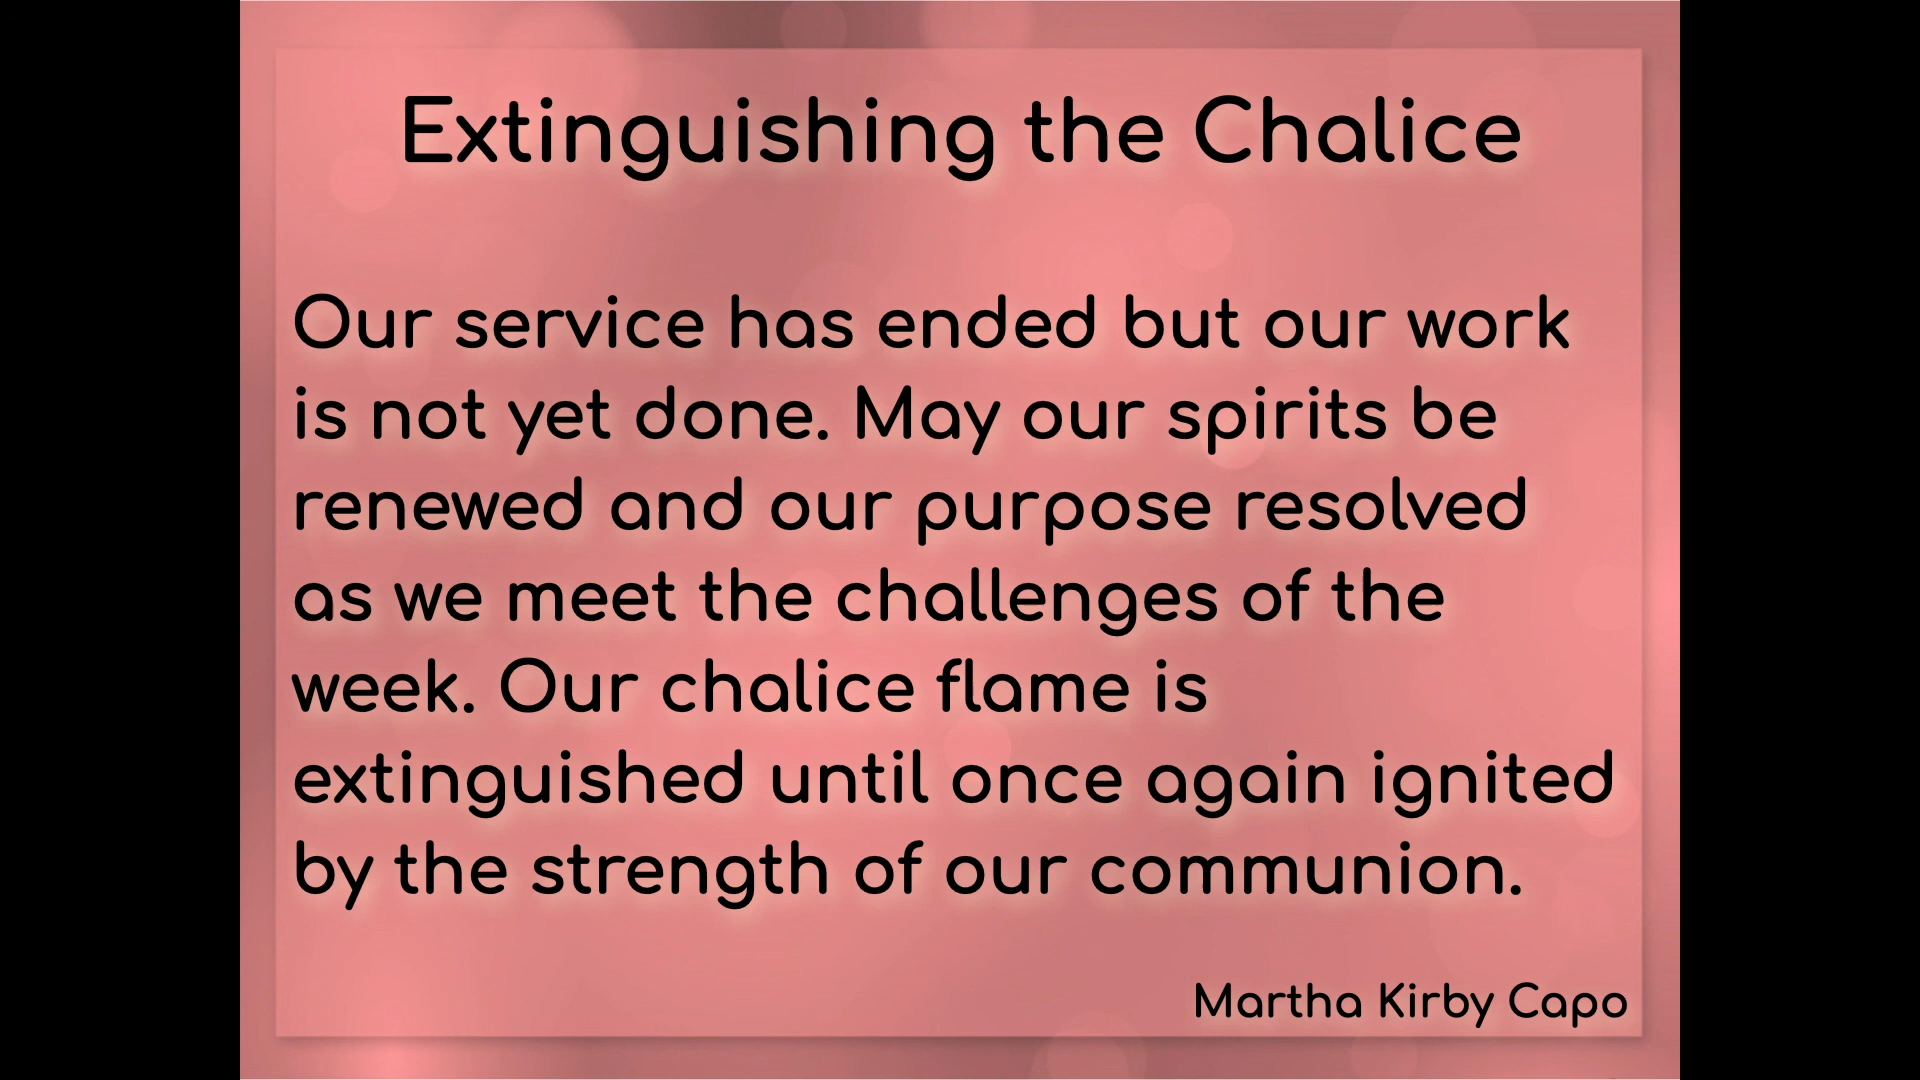 Extinguishing the Chalice
Our service has ended but our work
is not yet done. May our spirits be
renewed and our purpose resolved
as we meet the challenges of the
week. Our chalice flame is
extinguished until once again ignited
by the strength of our communion.
Martha Kirby Capo